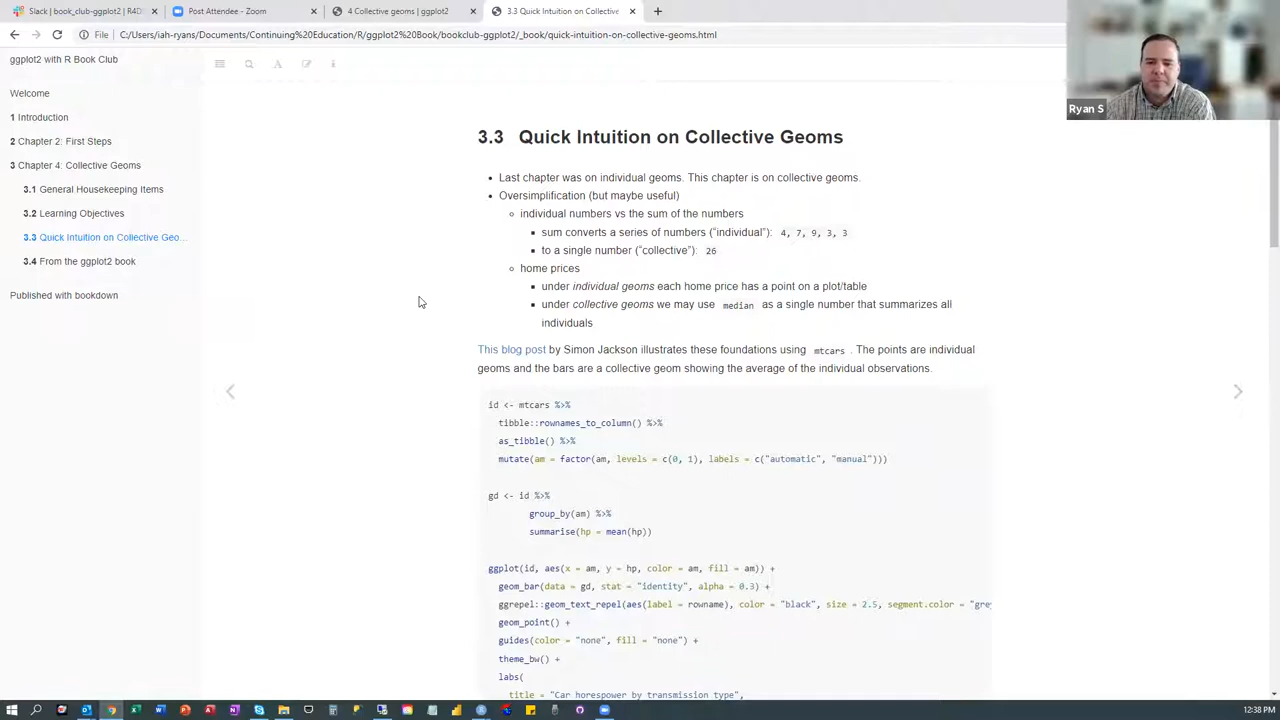 Slack | book_club-ggplot2 | R4D
Post Attendee - Zoom
4 Collective geoms | ggplot2
3.3 Quick Intuition on Collective
File
C:/Users/iah-ryans/Documents/Continuing%20Education/R/ggplot2%20Book/bookclub-ggplot2/_book/quick-intuition-on-collective-geoms.html
ggplot2 with R Book Club
Welcome
1 Introduction
2 Chapter 2: First Steps
3 Chapter 4: Collective Geoms
3.1 General Housekeeping Items
3.2 Learning Objectives
3.3 Quick Intuition on Collective Geo...
3.4 From the ggplot2 book
Published with bookdown
Ryan S
3.3 Quick Intuition on Collective Geoms
Last chapter was on individual geoms. This chapter is on collective geoms.
Oversimplification (but maybe useful)
individual numbers vs the sum of the numbers
sum converts a series of numbers (“individual”): 4, 7, 9, 3, 3
to a single number (“collective”): 26
home prices
under individual geoms each home price has a point on a plot/table
under collective geoms we may use median as a single number that summarizes all
individuals
This blog post by Simon Jackson illustrates these foundations using mtcars . The points are individual
geoms and the bars are a collective geom showing the average of the individual observations.
id <- mtcars %>%
tibble::rownames_to_column() %>%
as_tibble() %>%
mutate(am = factor(am, levels = c(0, 1), labels = c("automatic", "manual")))
gd <- id %>%
group_by(am) %>%
summarise(hp = mean(hp))
ggplot(id, aes(x = am, y = hp, color = am, fill = am)) +
geom_bar(data = gd, stat = "identity", alpha = 0.3) +
ggrepel::geom_text_repel(aes(label = rowname), color = "black", size = 2.5, segment.color = "gre
geom_point() +
guides(color = "none", fill = "none") +
theme_bw() +
labs(
title = "Car horespower by transmission type",
12:38 PM